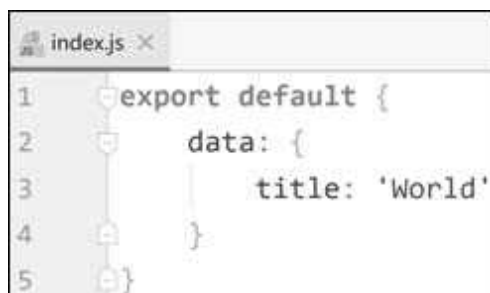 index.js
1 export default {
2 data: {
3 title: 'World'
4 }
5 }